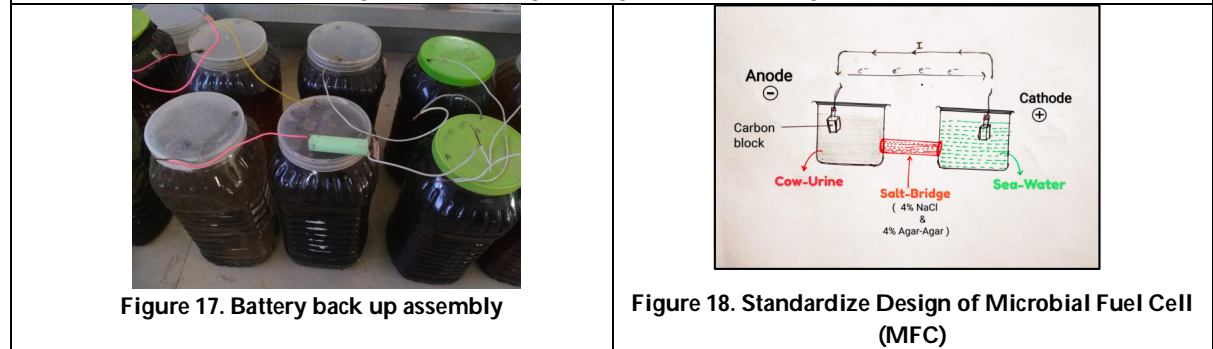 Figure 17. Battery back up assembly
I
e⁻ e⁻ e⁻ e⁻
Anode
⊖
Cathode
⊕
Carbon
block
Cow-Urine
Salt-Bridge
( 4% NaCl
&
4% Agar-Agar )
Sea-Water
Figure 18. Standardize Design of Microbial Fuel Cell
(MFC)